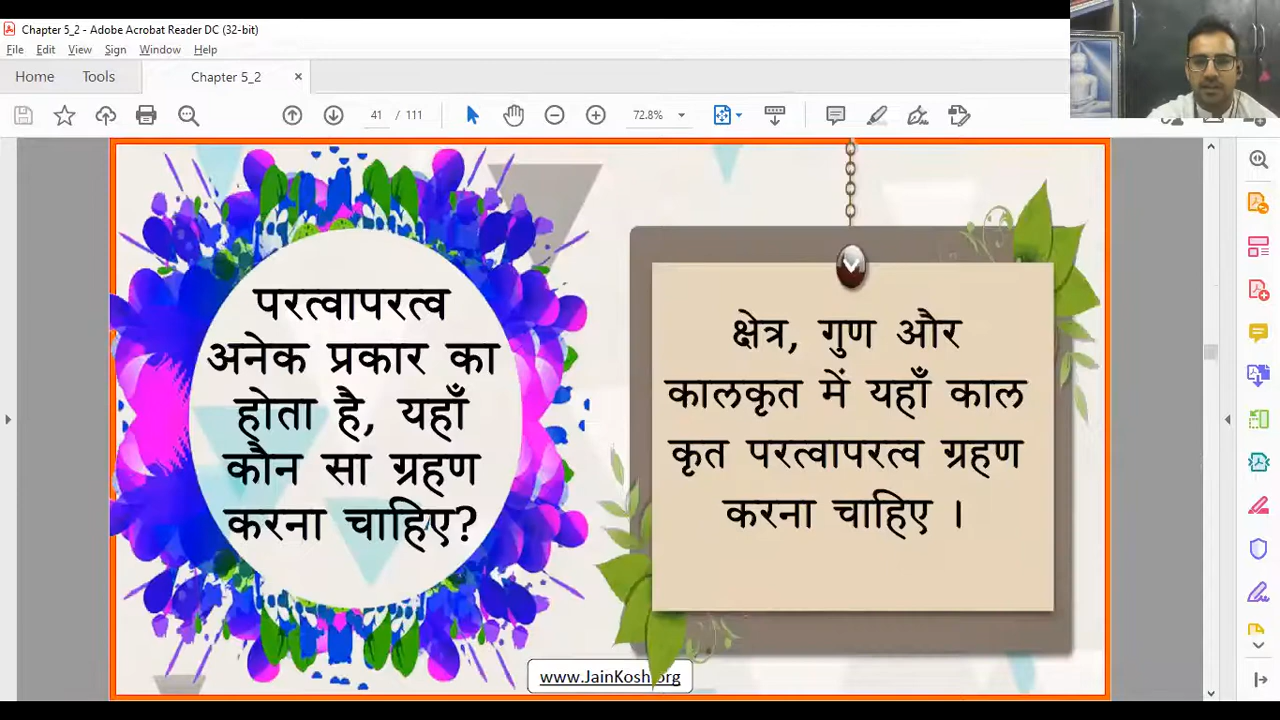 Chapter 5_2 - Adobe Acrobat Reader DC (32-bit)
File Edit View Sign Window Help
Home Tools Chapter 5_2 ×
41 / 111 72.8%
परत्वापरत्व
अनेक प्रकार का
होता है, यहाँ
कौन सा ग्रहण
करना चाहिए?
क्षेत्र, गुण और
कालकृत में यहाँ काल
कृत परत्वापरत्व ग्रहण
करना चाहिए ।
www.JainKosh.org